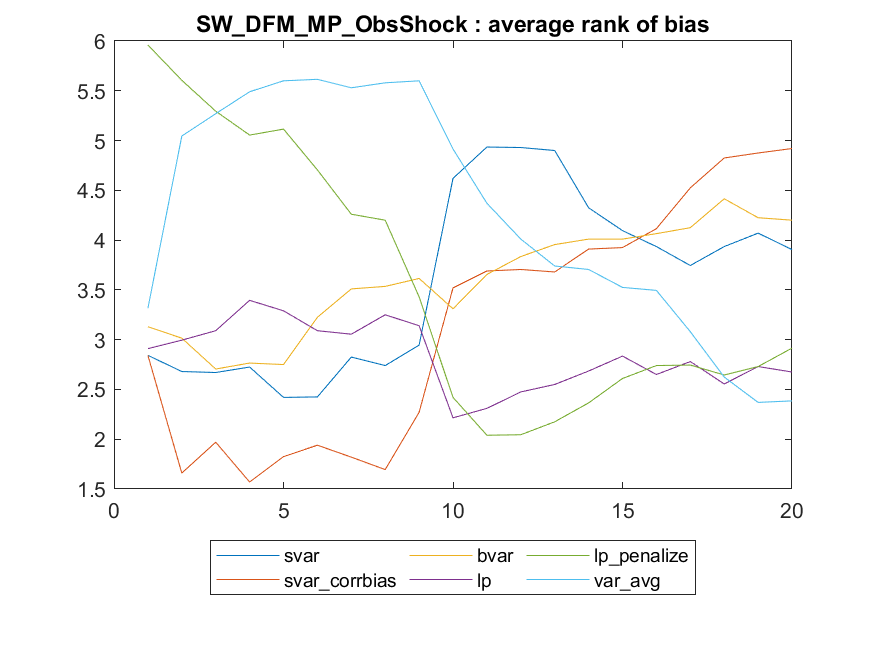 SW_DFM_MP_ObsShock : average rank of bias
6
5.5
5
4.5
4
3.5
3
2.5
2
1.5
0 5 10 15 20
svar bvar lp_penalize
svar_corrbias lp var_avg